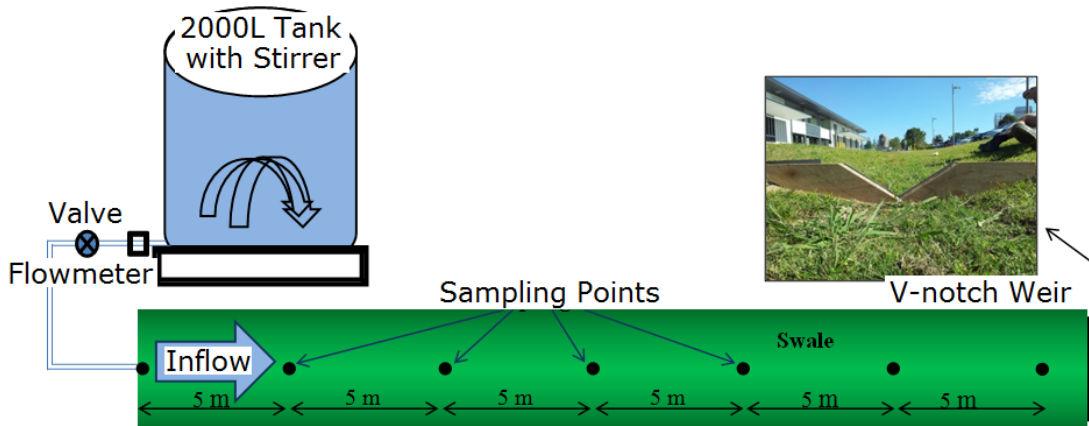 2000L Tank
with Stirrer
Valve
Flowmeter
Sampling Points
V-notch Weir
Inflow
Swale
5 m
5 m
5 m
5 m
5 m
5 m